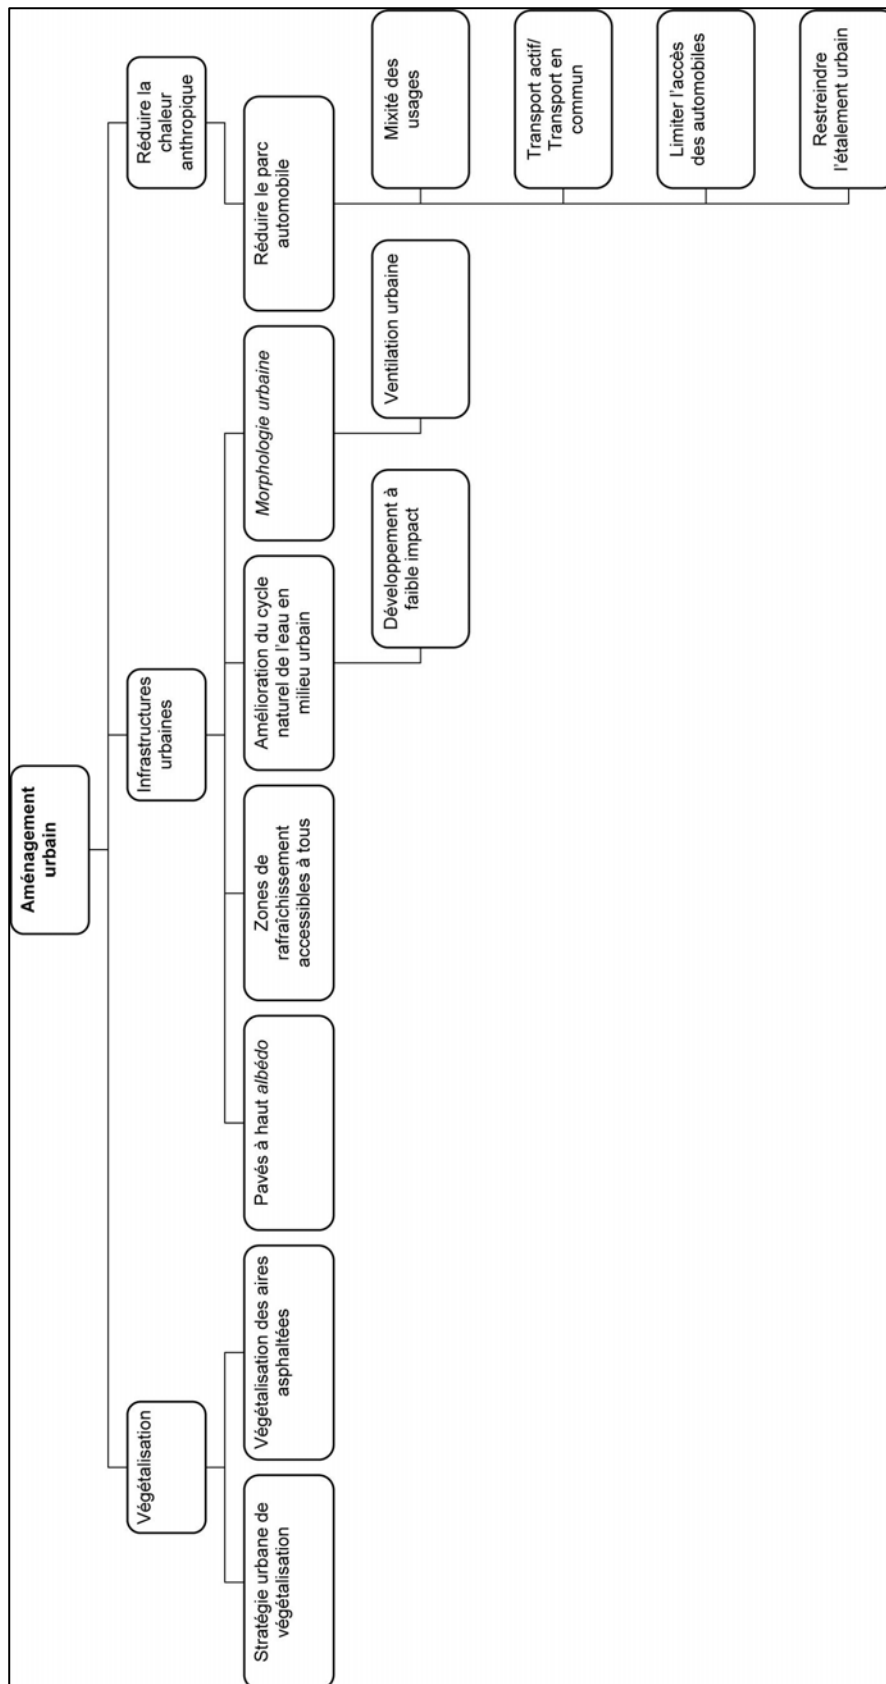 Aménagement
urbain
Végétalisation
Infrastructures
urbaines
Réduire la
chaleur
anthropique
Stratégie urbane de
végétalisation
Végétalisation des aires
asphaltées
Pavés à haut albédo
Zones de
rafraîchissement
accessibles à tous
Amélioration du cycle
naturel de l'eau en
milieu urbain
Morphologie urbaine
Réduire le parc
automobile
Développement à
faible impact
Ventilation urbaine
Mixité des
usages
Transport actif/
Transport en
commun
Limiter l'accès
des automobiles
Restreindre
l'étalement urbain